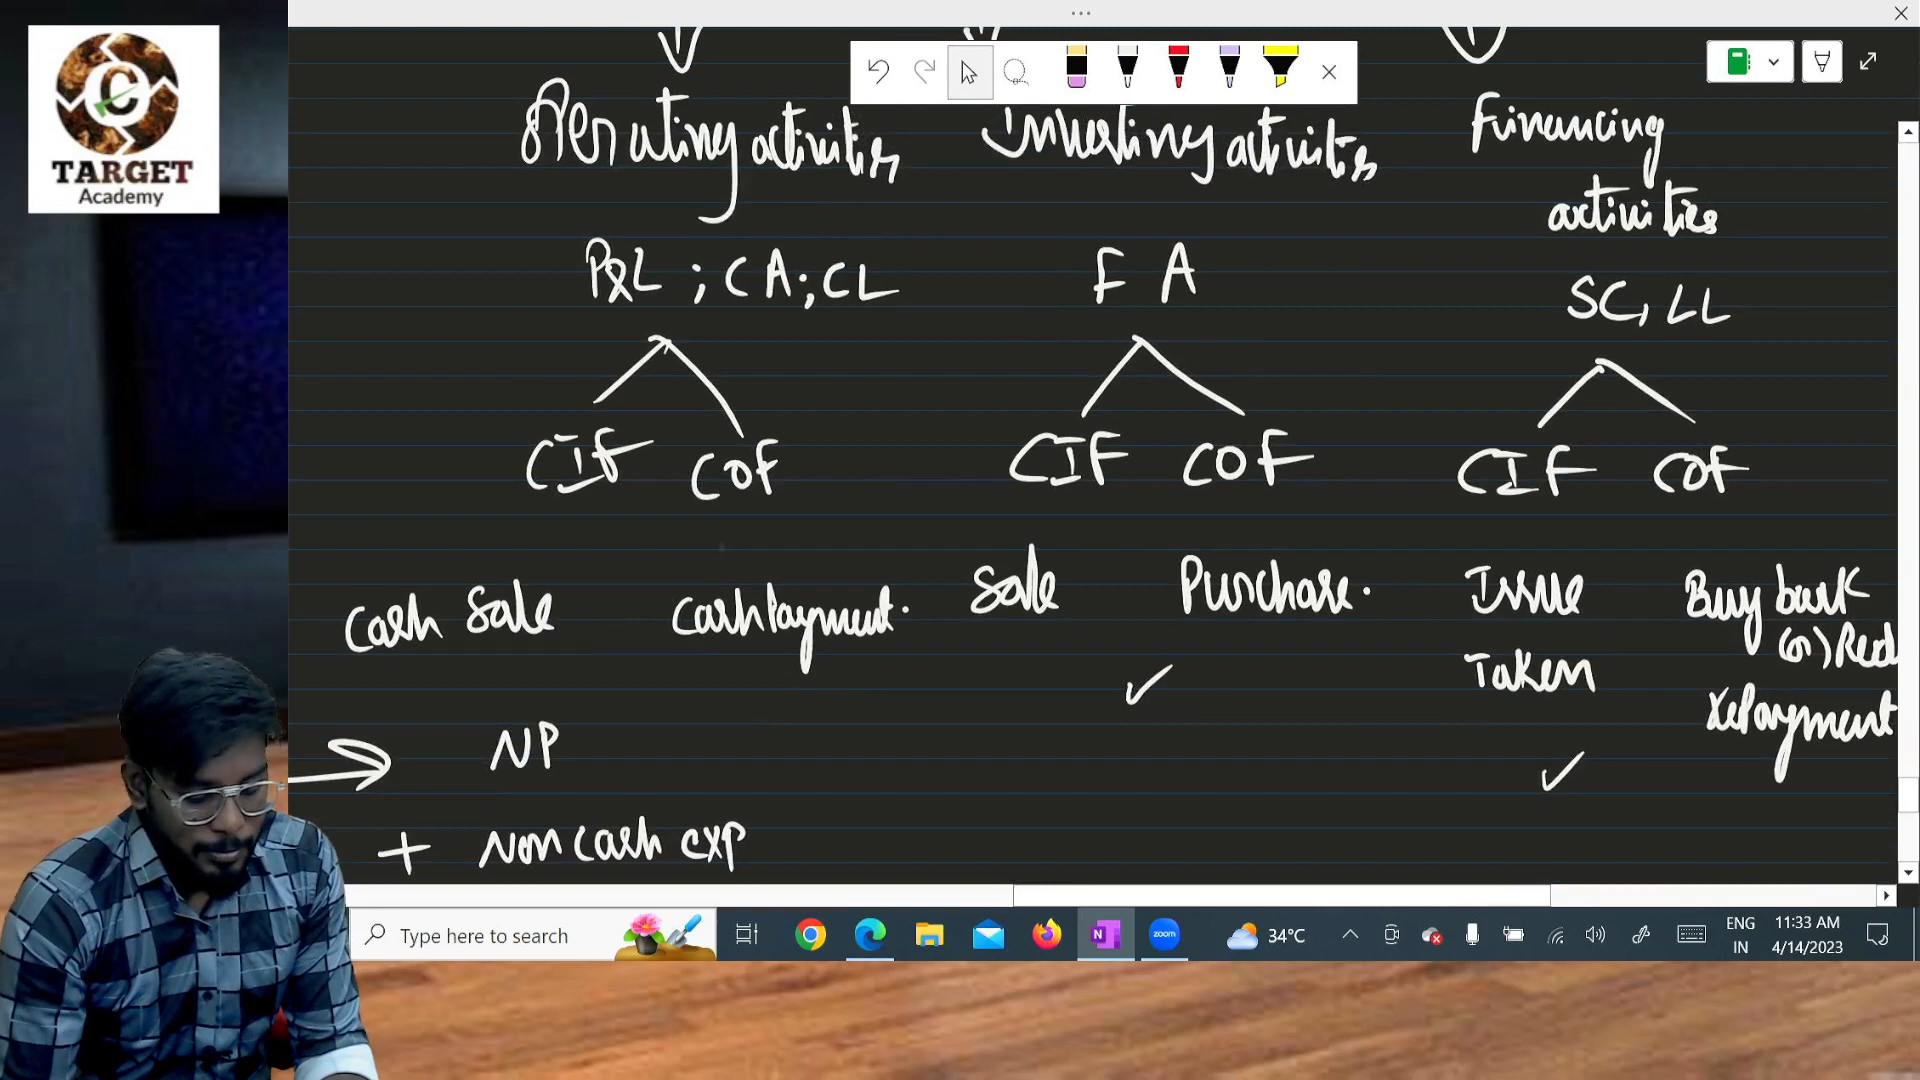 TARGET
Academy
Operating activities
Investing activities
Financing
activities
P&L ; CA ; CL
F A
SC, LL
CIF COF
CIF COF
CIF COF
Cash Sale
Cash Payment.
Sale
Purchase.
Issue
Taken
Buy back
(or) Red
repayment
NP
+ Non cash exp
Type here to search
zoom
34°C
ENG
IN
11:33 AM
4/14/2023